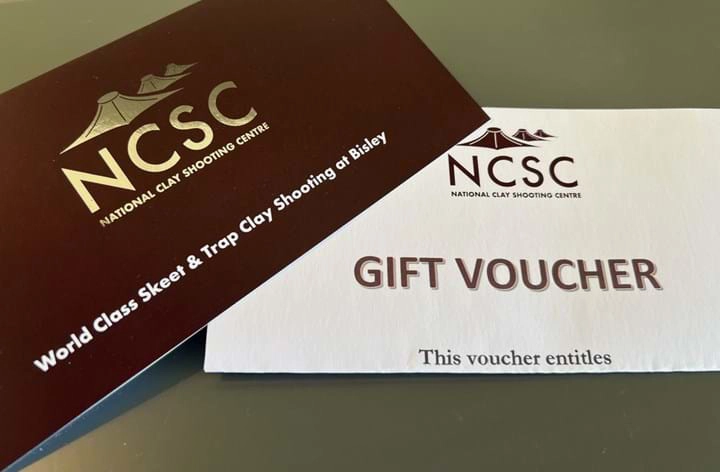 NCSC
NATIONAL CLAY SHOOTING CENTRE
World Class Skeet & Trap Clay Shooting at Bisley
NCSC
NATIONAL CLAY SHOOTING CENTRE
GIFT VOUCHER
This voucher entitles